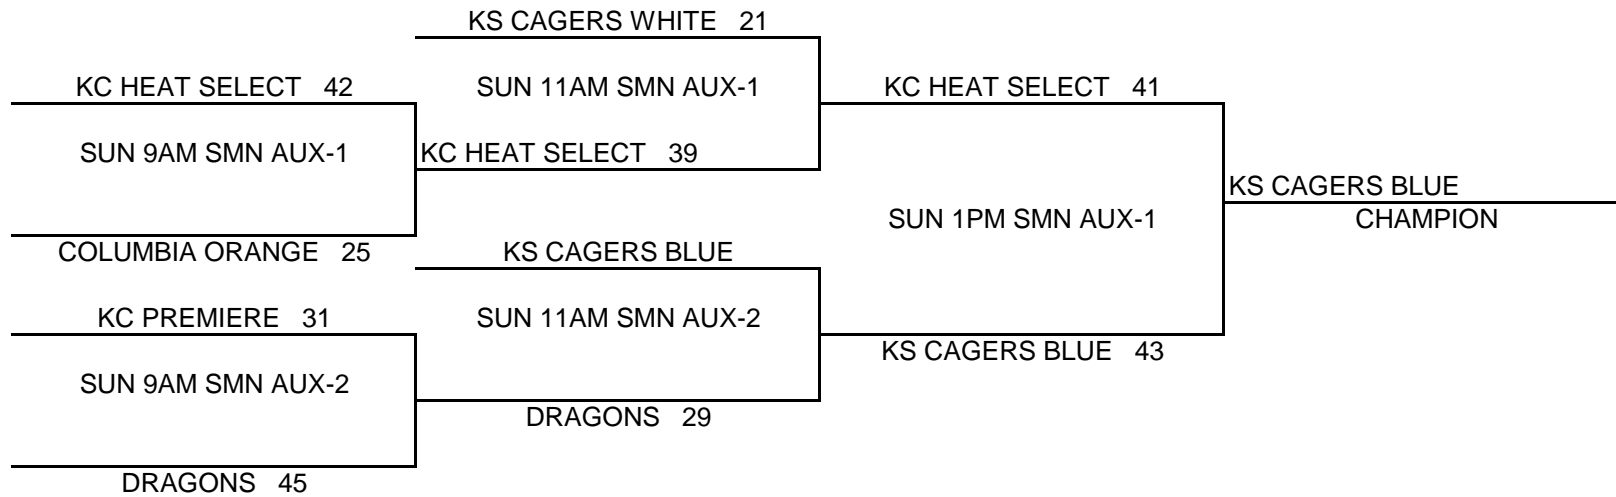 KS CAGERS WHITE 21
KC HEAT SELECT 42
SUN 11AM SMN AUX-1
KC HEAT SELECT 41
SUN 9AM SMN AUX-1
KC HEAT SELECT 39
KS CAGERS BLUE
SUN 1PM SMN AUX-1
CHAMPION
COLUMBIA ORANGE 25
KS CAGERS BLUE
KC PREMIERE 31
SUN 11AM SMN AUX-2
KS CAGERS BLUE 43
SUN 9AM SMN AUX-2
DRAGONS 29
DRAGONS 45